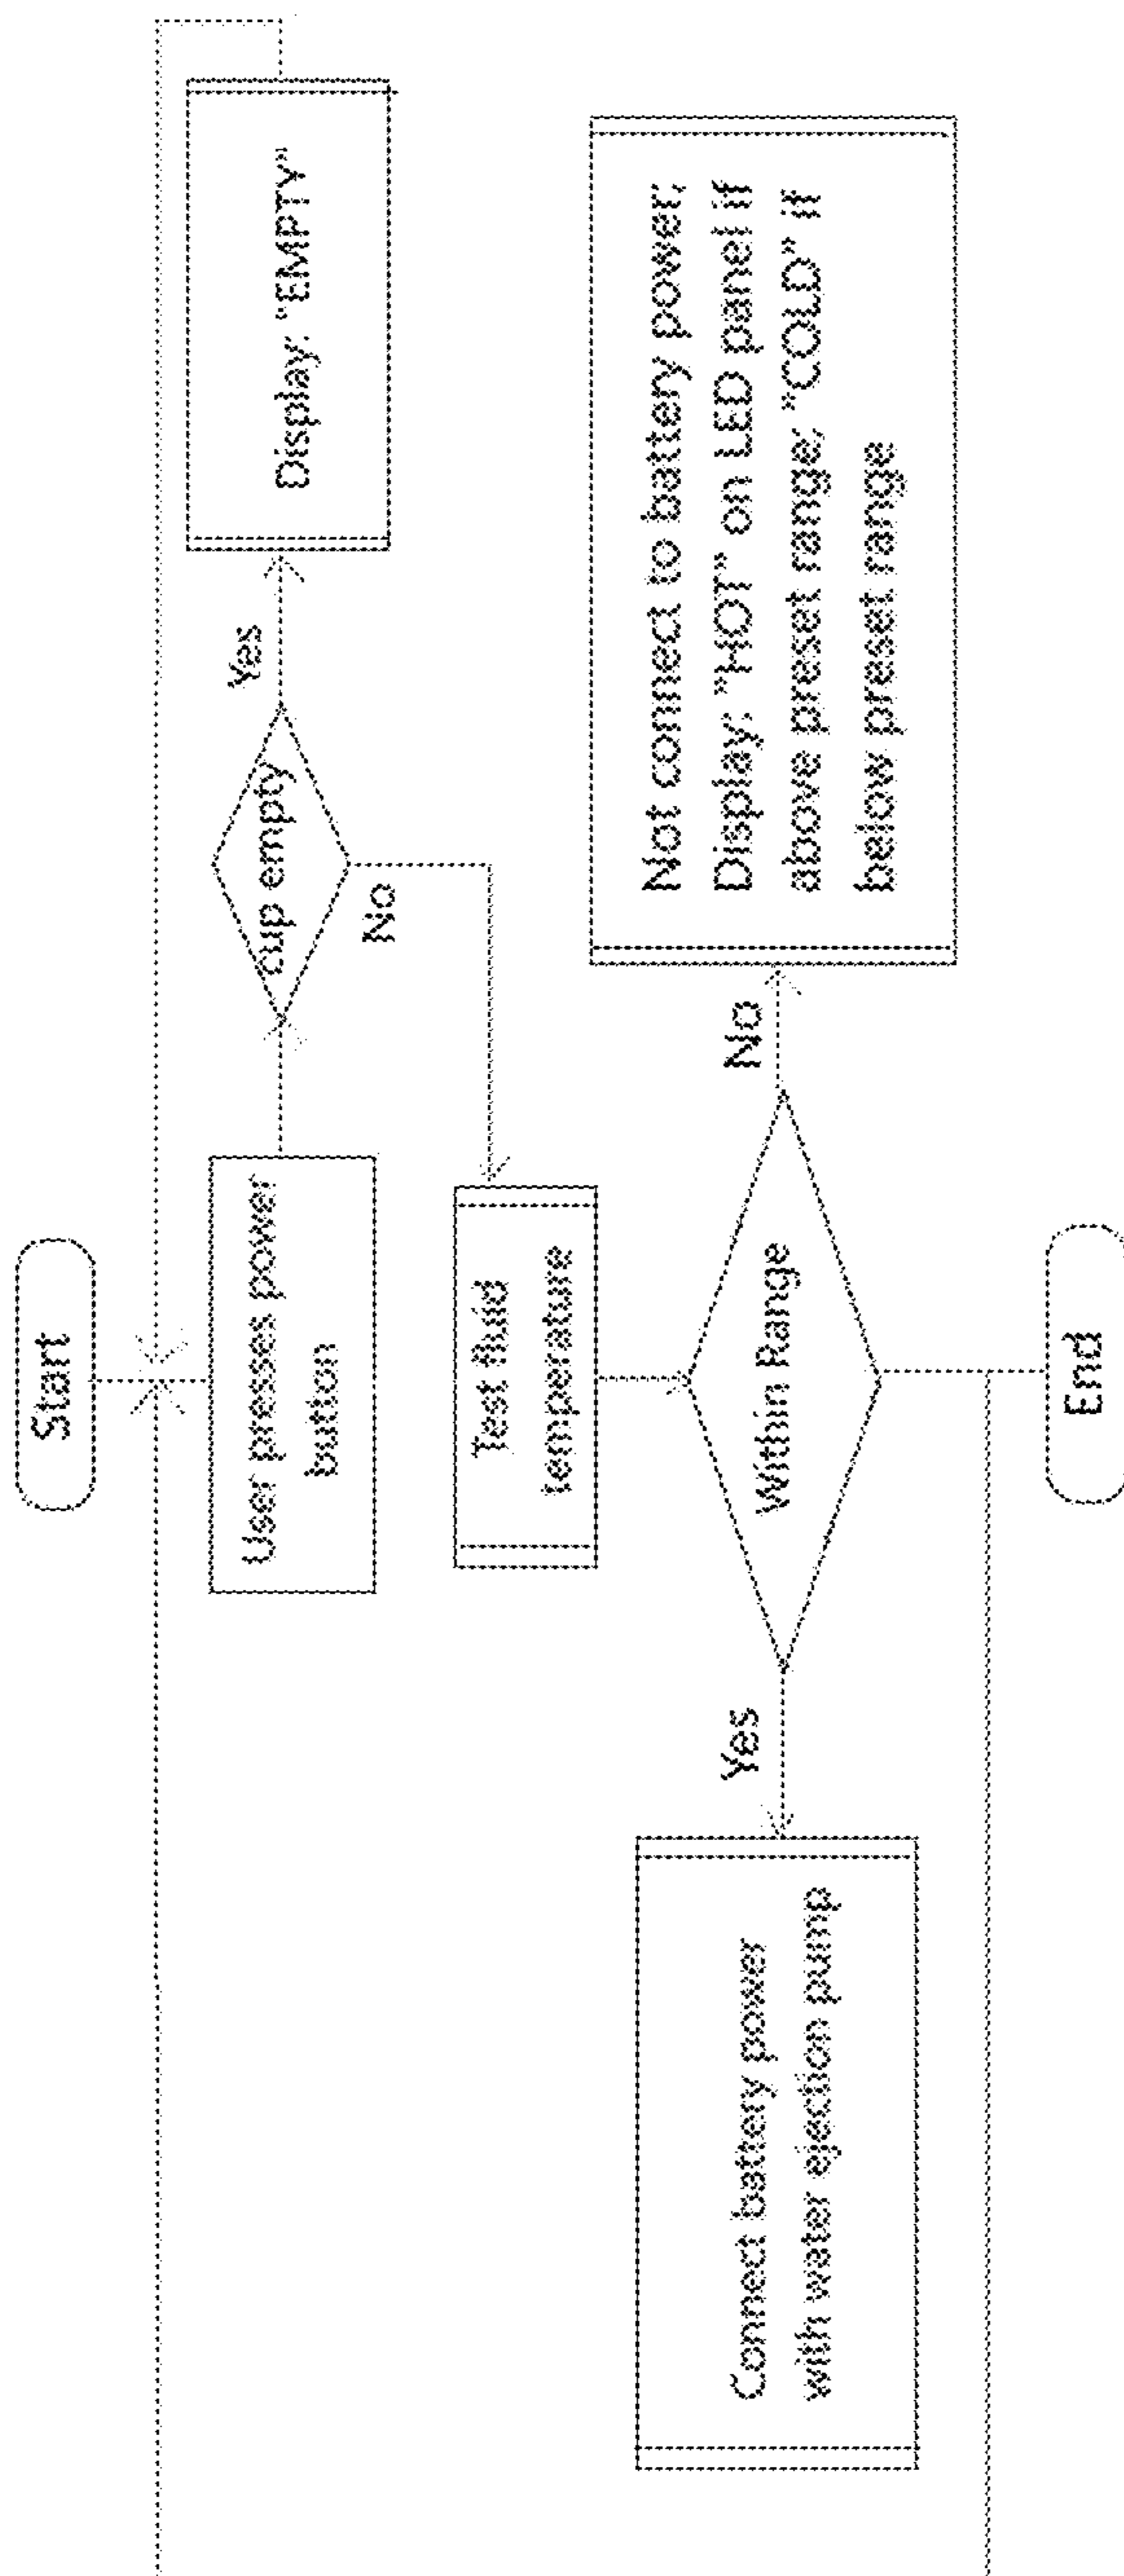 Start
User presses power
button
cup empty
Yes
Display: "EMPTY"
No
Test fluid
temperature
Within Range
Yes
Connect battery power
with water ejection pump
No
Not connect to battery power;
Display: "HOT" on LED panel if
above preset range; "COLD" if
below preset range
End